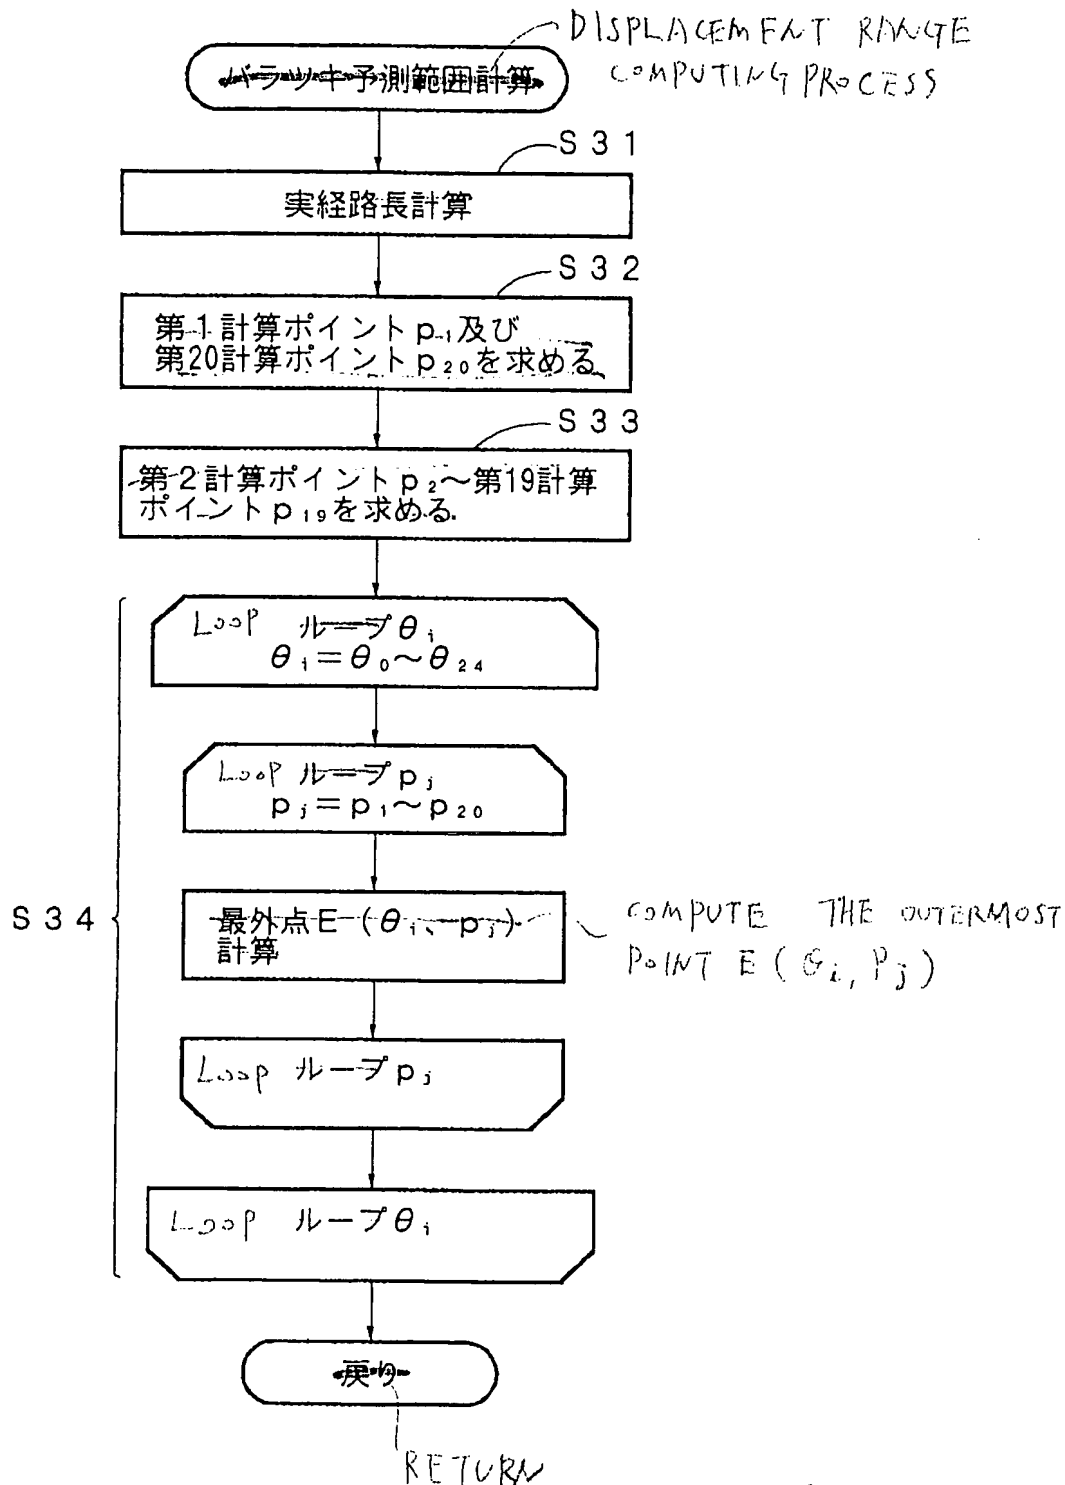 DISPLACEMENT RANGE
COMPUTING PROCESS
バラツキ予測範囲計算
S31
実経路長計算
S32
第1計算ポイントp₁及び
第20計算ポイントp₂₀を求める
S33
第2計算ポイントp₂～第19計算
ポイントp₁₉を求める.
Loop ループθᵢ
θᵢ=θ₀～θ₂₄
Loop ループpⱼ
pⱼ=p₁～p₂₀
S34
最外点E(θᵢ、pⱼ)
計算
COMPUTE THE OUTERMOST
POINT E (θᵢ, Pⱼ)
Loop ループpⱼ
Loop ループθᵢ
戻り
RETURN